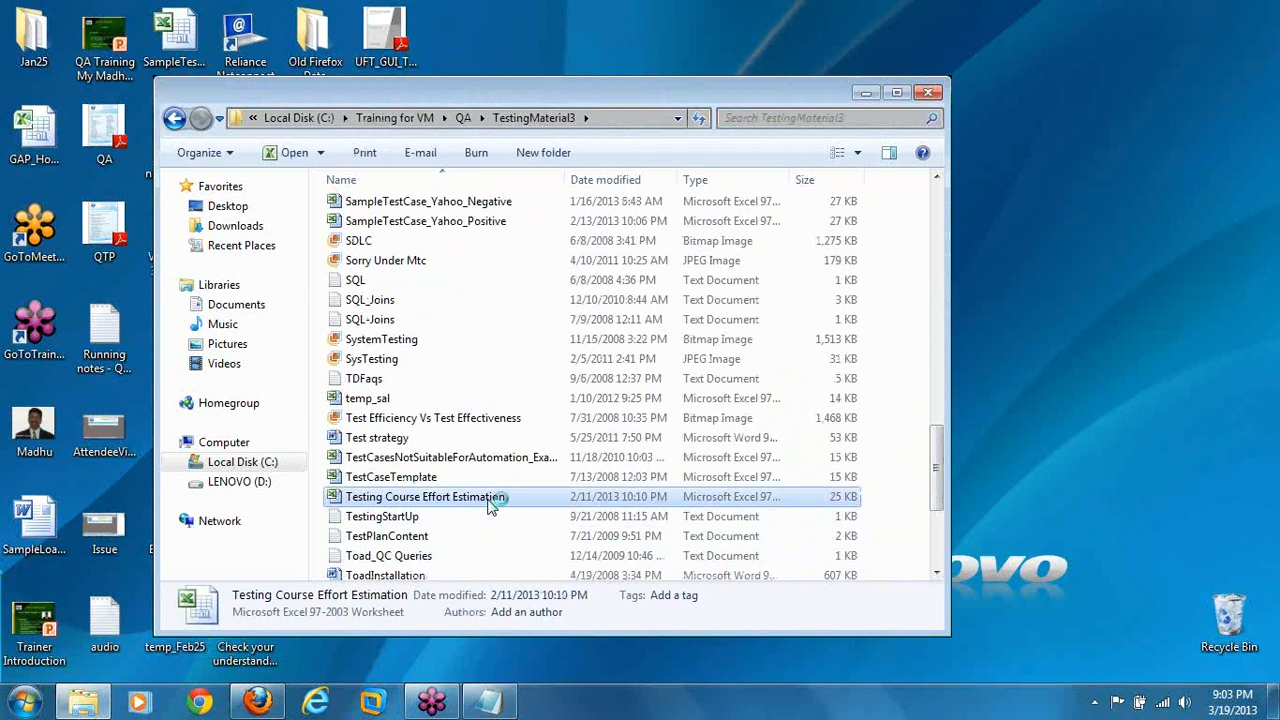 Jan25
QA Training
My Madh...
SampleTes...
Reliance
Old Firefox
UFT_GUI_T...
GAP_Ho...
QA
GoToMeet...
QTP
GoToTrain...
Running
notes - Q...
Madhu
AttendeeVi...
SampleLoa...
Issue
Trainer
Introduction
audio
temp_Feb25
Check your
understand...
Recycle Bin
Local Disk (C:)
Training for VM
QA
TestingMaterial3
Search TestingMaterial3
Organize
Open
Print
E-mail
Burn
New folder
Favorites
Desktop
Downloads
Recent Places
Libraries
Documents
Music
Pictures
Videos
Homegroup
Computer
Local Disk (C:)
LENOVO (D:)
Network
Name Date modified Type Size
SampleTestCase_Yahoo_Negative 1/16/2013 8:43 AM Microsoft Excel 97... 27 KB
SampleTestCase_Yahoo_Positive 2/13/2013 10:06 PM Microsoft Excel 97... 27 KB
SDLC 6/8/2008 3:41 PM Bitmap Image 1,275 KB
Sorry Under Mtc 4/10/2011 10:25 AM JPEG Image 179 KB
SQL 6/8/2008 4:36 PM Text Document 1 KB
SQL_Joins 12/10/2010 8:44 AM Text Document 3 KB
SQL-Joins 7/9/2008 12:11 AM Text Document 1 KB
SystemTesting 11/15/2008 3:22 PM Bitmap Image 1,513 KB
SysTesting 2/5/2011 2:41 PM JPEG Image 31 KB
TDFaqs 9/6/2008 12:37 PM Text Document 5 KB
temp_sal 1/10/2012 9:25 PM Microsoft Excel 97... 14 KB
Test Efficiency Vs Test Effectiveness 7/31/2008 10:35 PM Bitmap Image 1,468 KB
Test strategy 5/25/2011 7:50 PM Microsoft Word 9... 53 KB
TestCasesNotSuitableForAutomation_Exa... 11/18/2010 10:03 ... Microsoft Excel 97... 15 KB
TestCaseTemplate 7/13/2008 12:03 PM Microsoft Excel 97... 15 KB
Testing Course Effort Estimation 2/11/2013 10:10 PM Microsoft Excel 97... 25 KB
TestingStartUp 9/21/2008 11:15 AM Text Document 1 KB
TestPlanContent 7/21/2009 9:51 PM Text Document 2 KB
Toad_QC Queries 12/14/2009 10:46 ... Text Document 1 KB
ToadInstallation 4/19/2008 3:34 PM Microsoft Word 9... 607 KB
Testing Course Effort Estimation Date modified: 2/11/2013 10:10 PM Tags: Add a tag
Microsoft Excel 97-2003 Worksheet Authors: Add an author
9:03 PM
3/19/2013